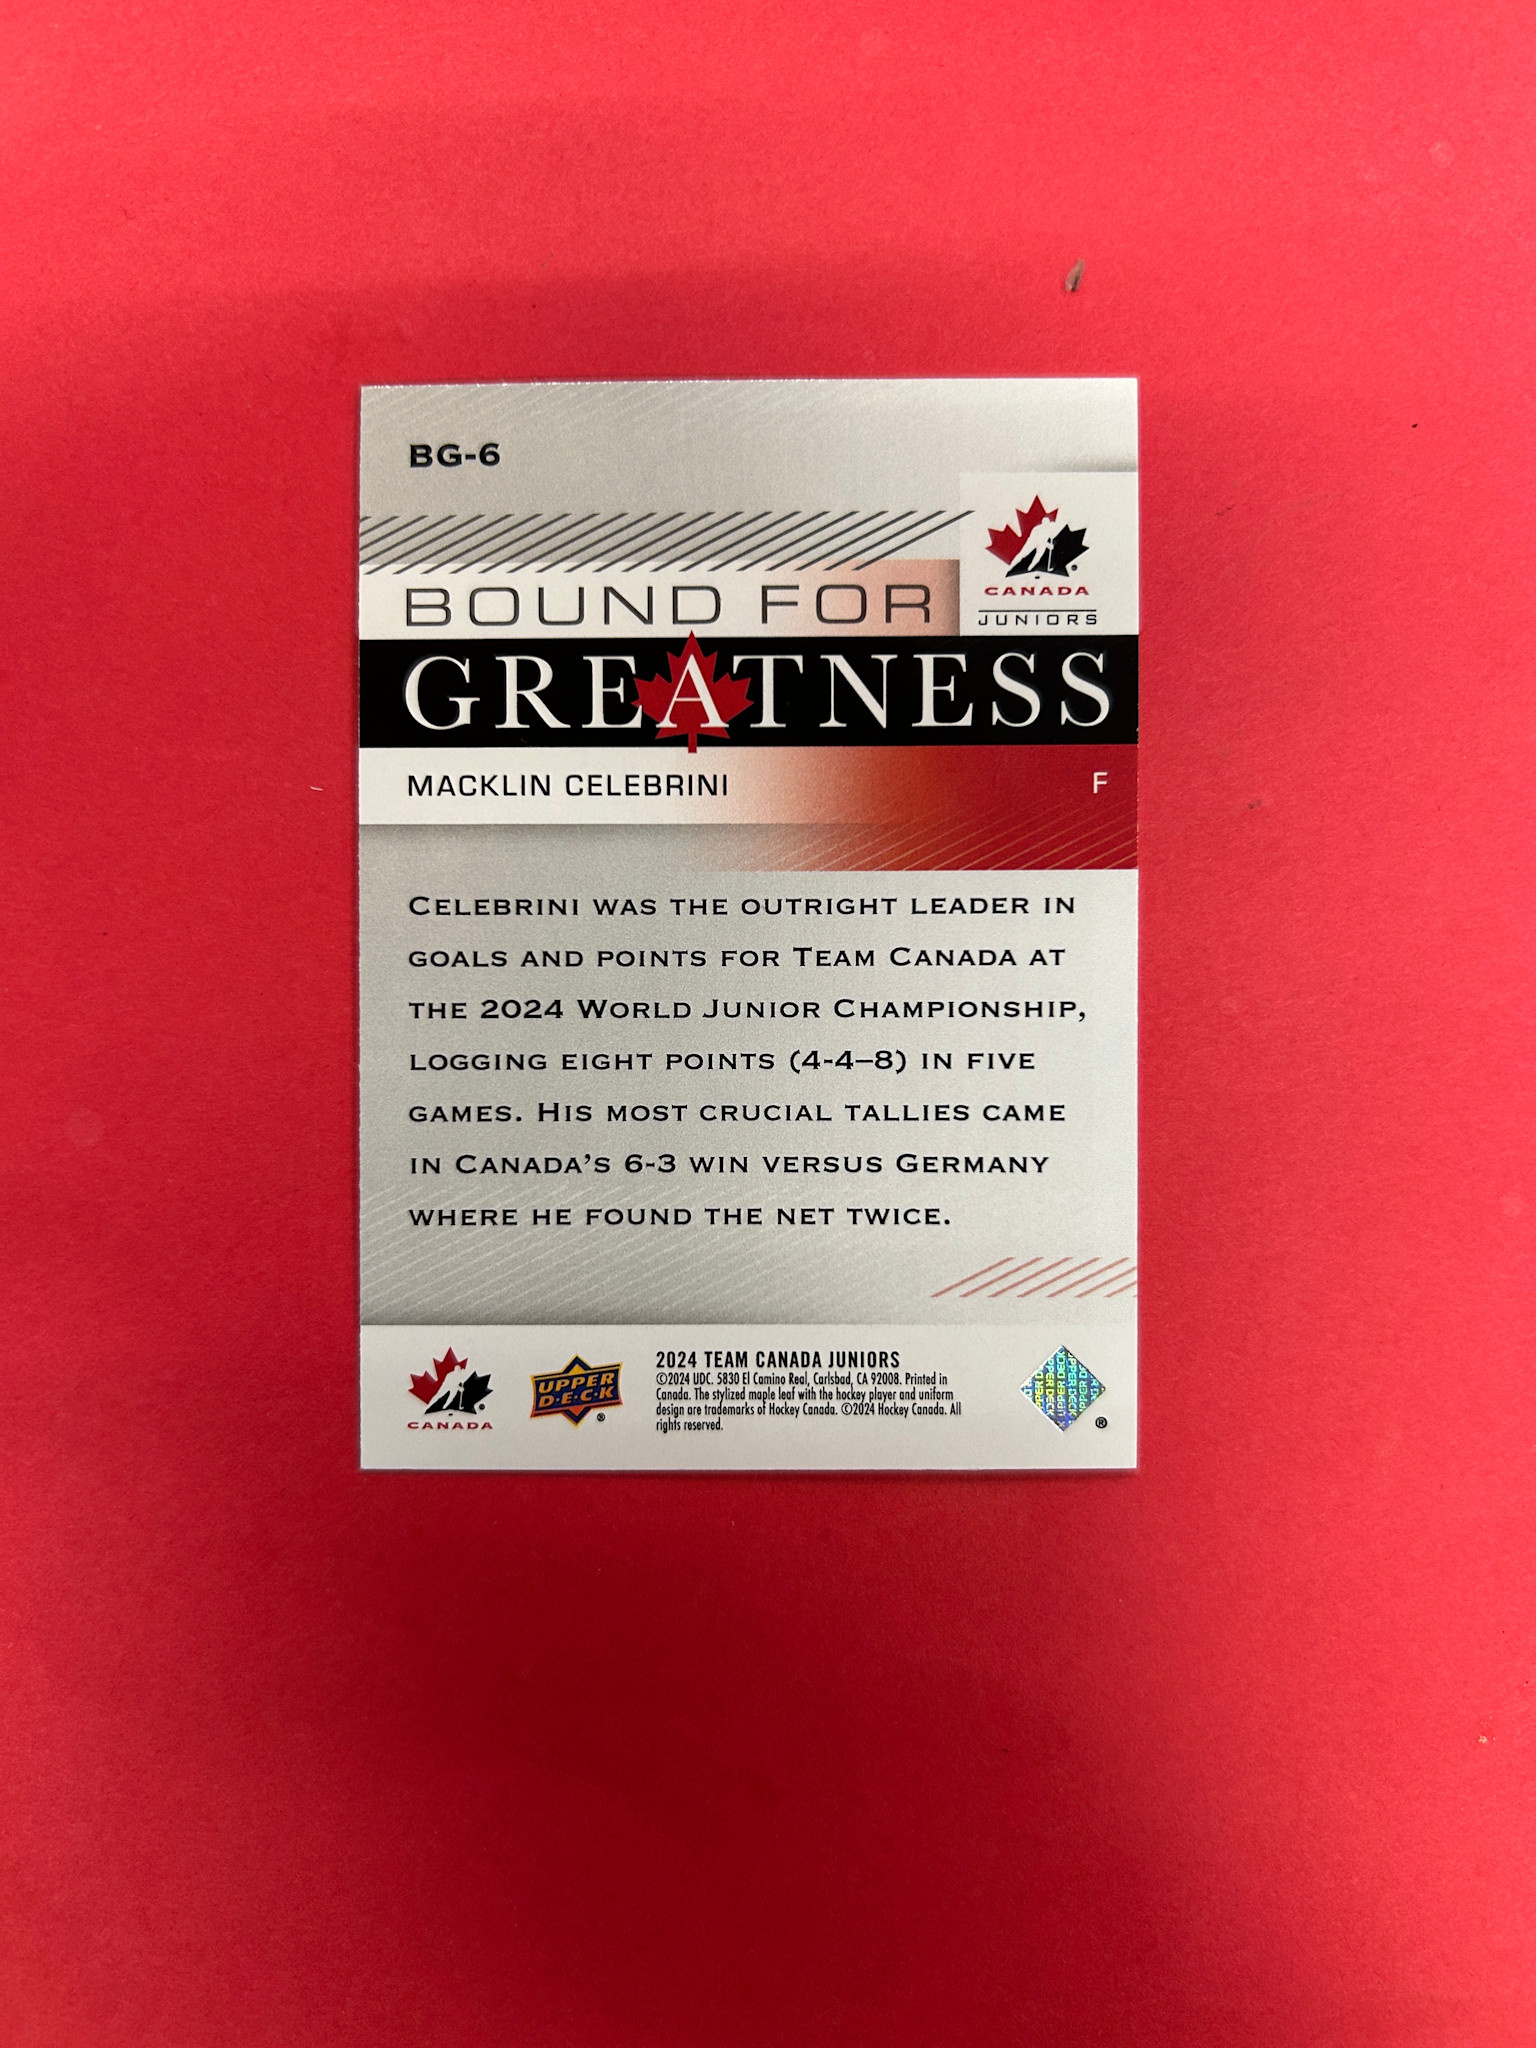 BG-6
CANADA
JUNIORS
BOUND FOR
GREATNESS
MACKLIN CELEBRINI F
CELEBRINI WAS THE OUTRIGHT LEADER IN
GOALS AND POINTS FOR TEAM CANADA AT
THE 2024 WORLD JUNIOR CHAMPIONSHIP,
LOGGING EIGHT POINTS (4-4–8) IN FIVE
GAMES. HIS MOST CRUCIAL TALLIES CAME
IN CANADA'S 6-3 WIN VERSUS GERMANY
WHERE HE FOUND THE NET TWICE.
CANADA
UPPER
D·E·C·K ®
2024 TEAM CANADA JUNIORS
©2024 UDC. 5830 El Camino Real, Carlsbad, CA 92008. Printed in
Canada. The stylized maple leaf with the hockey player and uniform
design are trademarks of Hockey Canada. ©2024 Hockey Canada. All
rights reserved.
UPPER DECK
®